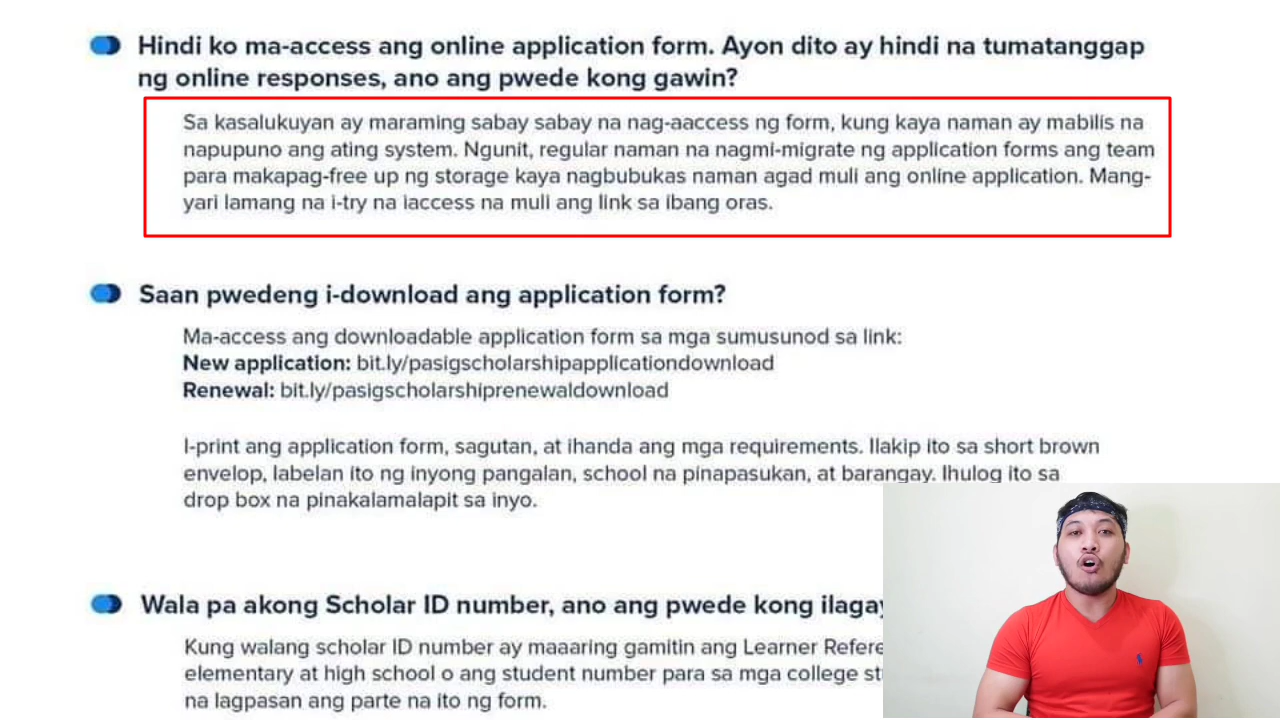 Hindi ko ma-access ang online application form. Ayon dito ay hindi na tumatanggap
ng online responses, ano ang pwede kong gawin?
Sa kasalukuyan ay maraming sabay sabay na nag-aaccess ng form, kung kaya naman ay mabilis na
napupuno ang ating system. Ngunit, regular naman na nagmi-migrate ng application forms ang team
para makapag-free up ng storage kaya nagbubukas naman agad muli ang online application. Mang-
yari lamang na i-try na iaccess na muli ang link sa ibang oras.
Saan pwedeng i-download ang application form?
Ma-access ang downloadable application form sa mga sumusunod sa link:
New application: bit.ly/pasigscholarshipapplicationdownload
Renewal: bit.ly/pasigscholarshiprenewaldownload
I-print ang application form, sagutan, at ihanda ang mga requirements. Ilakip ito sa short brown
envelop, labelan ito ng inyong pangalan, school na pinapasukan, at barangay. Ihulog ito sa
drop box na pinakalamalapit sa inyo.
Wala pa akong Scholar ID number, ano ang pwede kong
Kung walang scholar ID number ay maaaring gamitin ang Learner
elementary at high school o ang student number para sa mga college
na lagpasan ang parte na ito ng form.